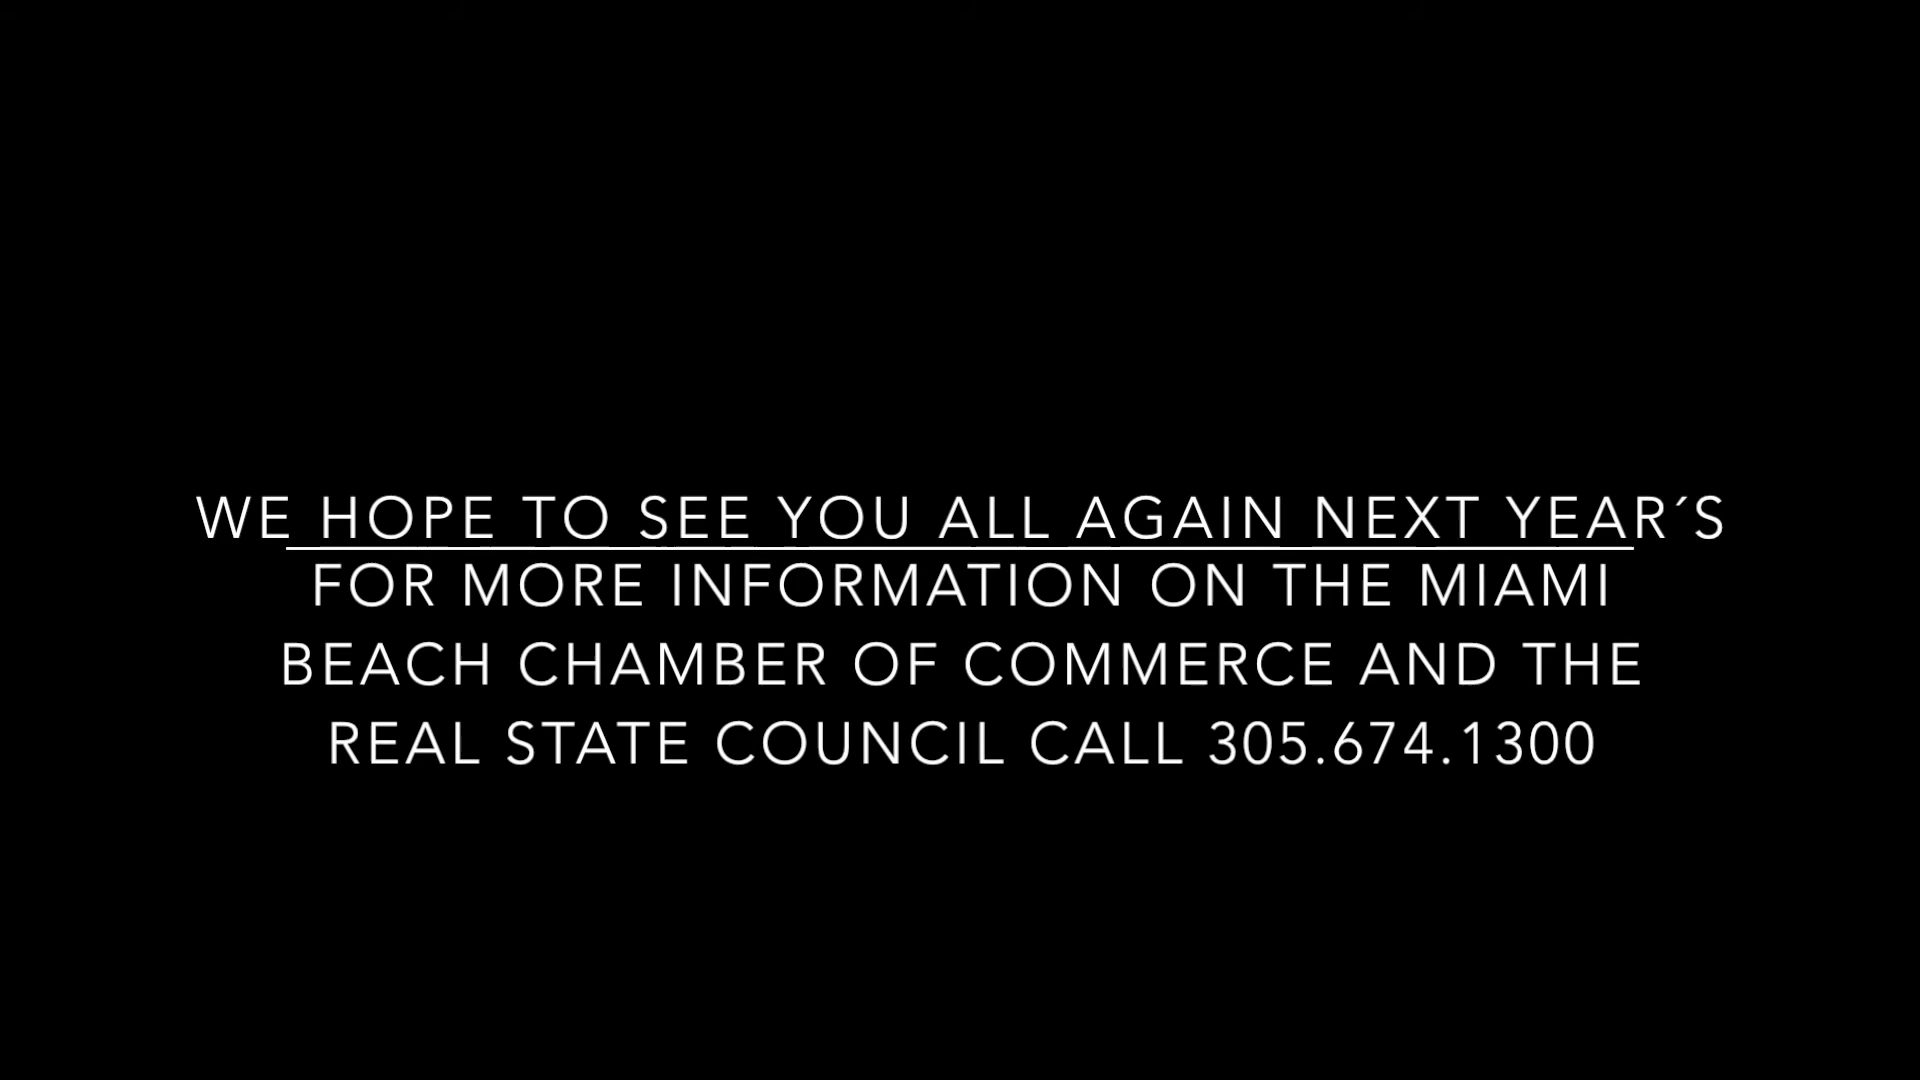 WE HOPE TO SEE YOU ALL AGAIN NEXT YEAR´S
FOR MORE INFORMATION ON THE MIAMI
BEACH CHAMBER OF COMMERCE AND THE
REAL STATE COUNCIL CALL 305.674.1300